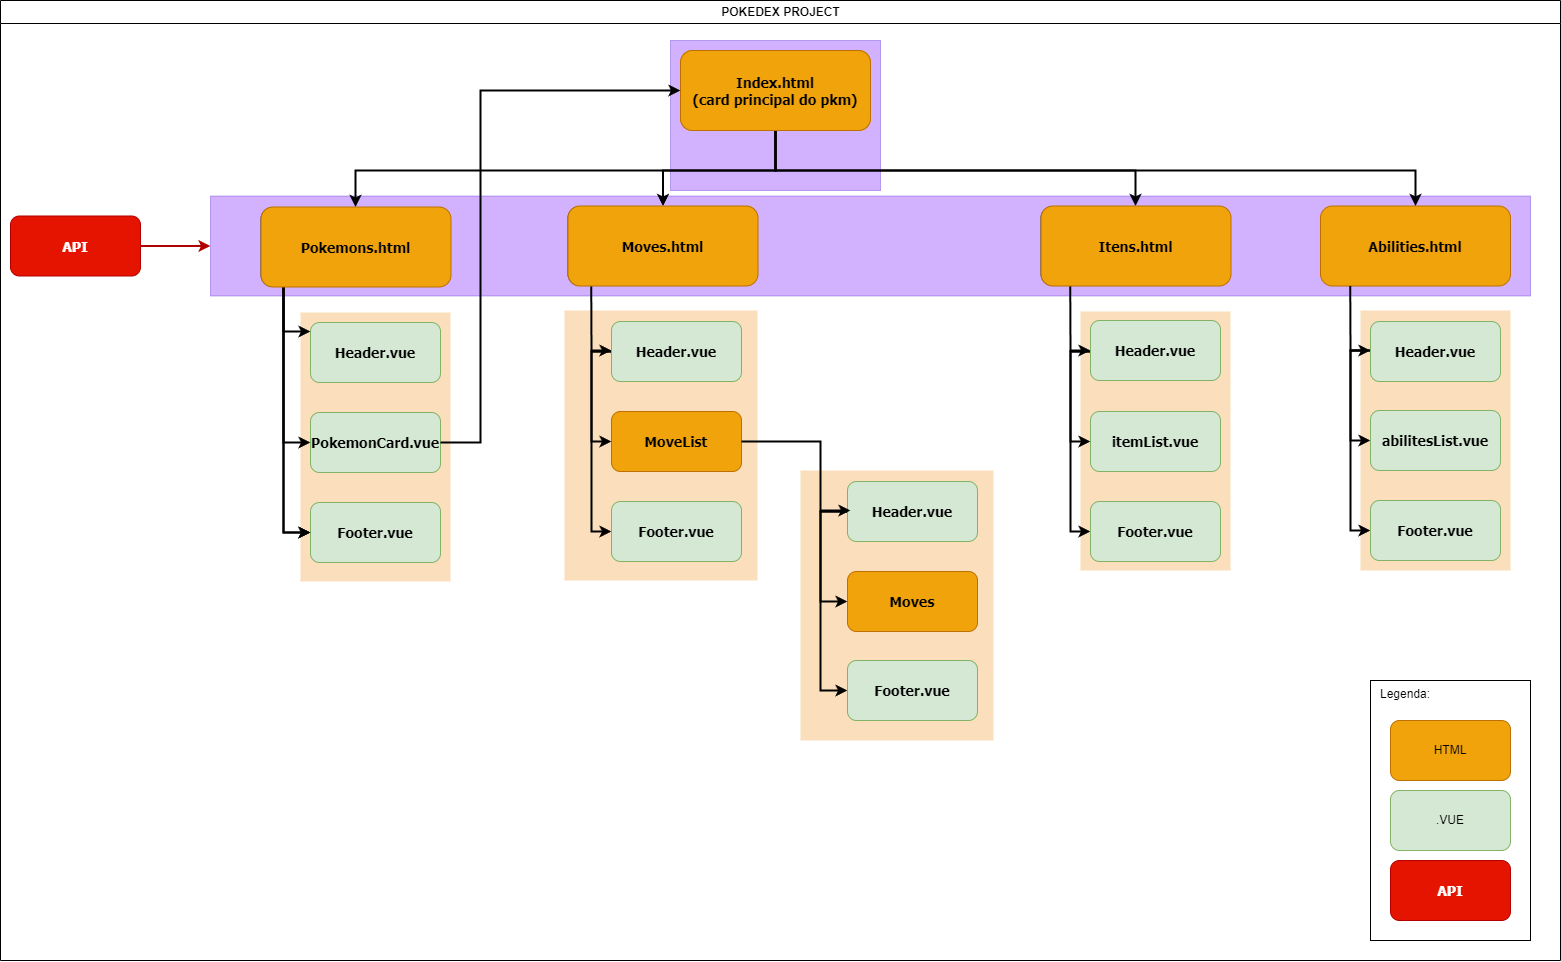 POKEDEX PROJECT
Index.html
(card principal do pkm)
API
Pokemons.html
Moves.html
Itens.html
Abilities.html
Header.vue
PokemonCard.vue
Footer.vue
Header.vue
MoveList
Footer.vue
Header.vue
Moves
Footer.vue
Header.vue
itemList.vue
Footer.vue
Header.vue
abilitesList.vue
Footer.vue
Legenda:
HTML
.VUE
API